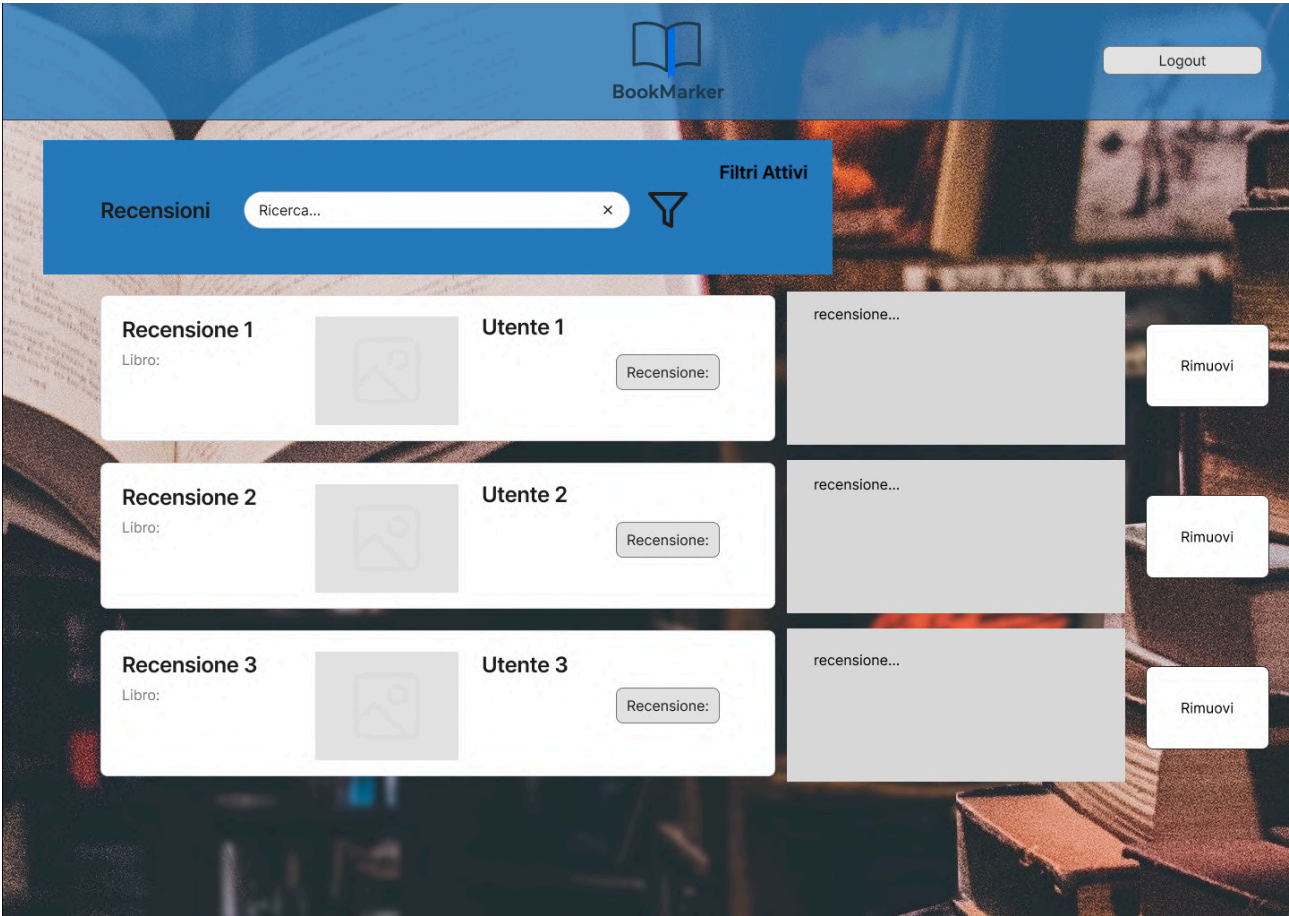 BookMarker
Logout
Filtri Attivi
Recensioni
Ricerca...
Recensione 1
Libro:
Utente 1
Recensione:
recensione...
Rimuovi
Recensione 2
Libro:
Utente 2
Recensione:
recensione...
Rimuovi
Recensione 3
Libro:
Utente 3
Recensione:
recensione...
Rimuovi